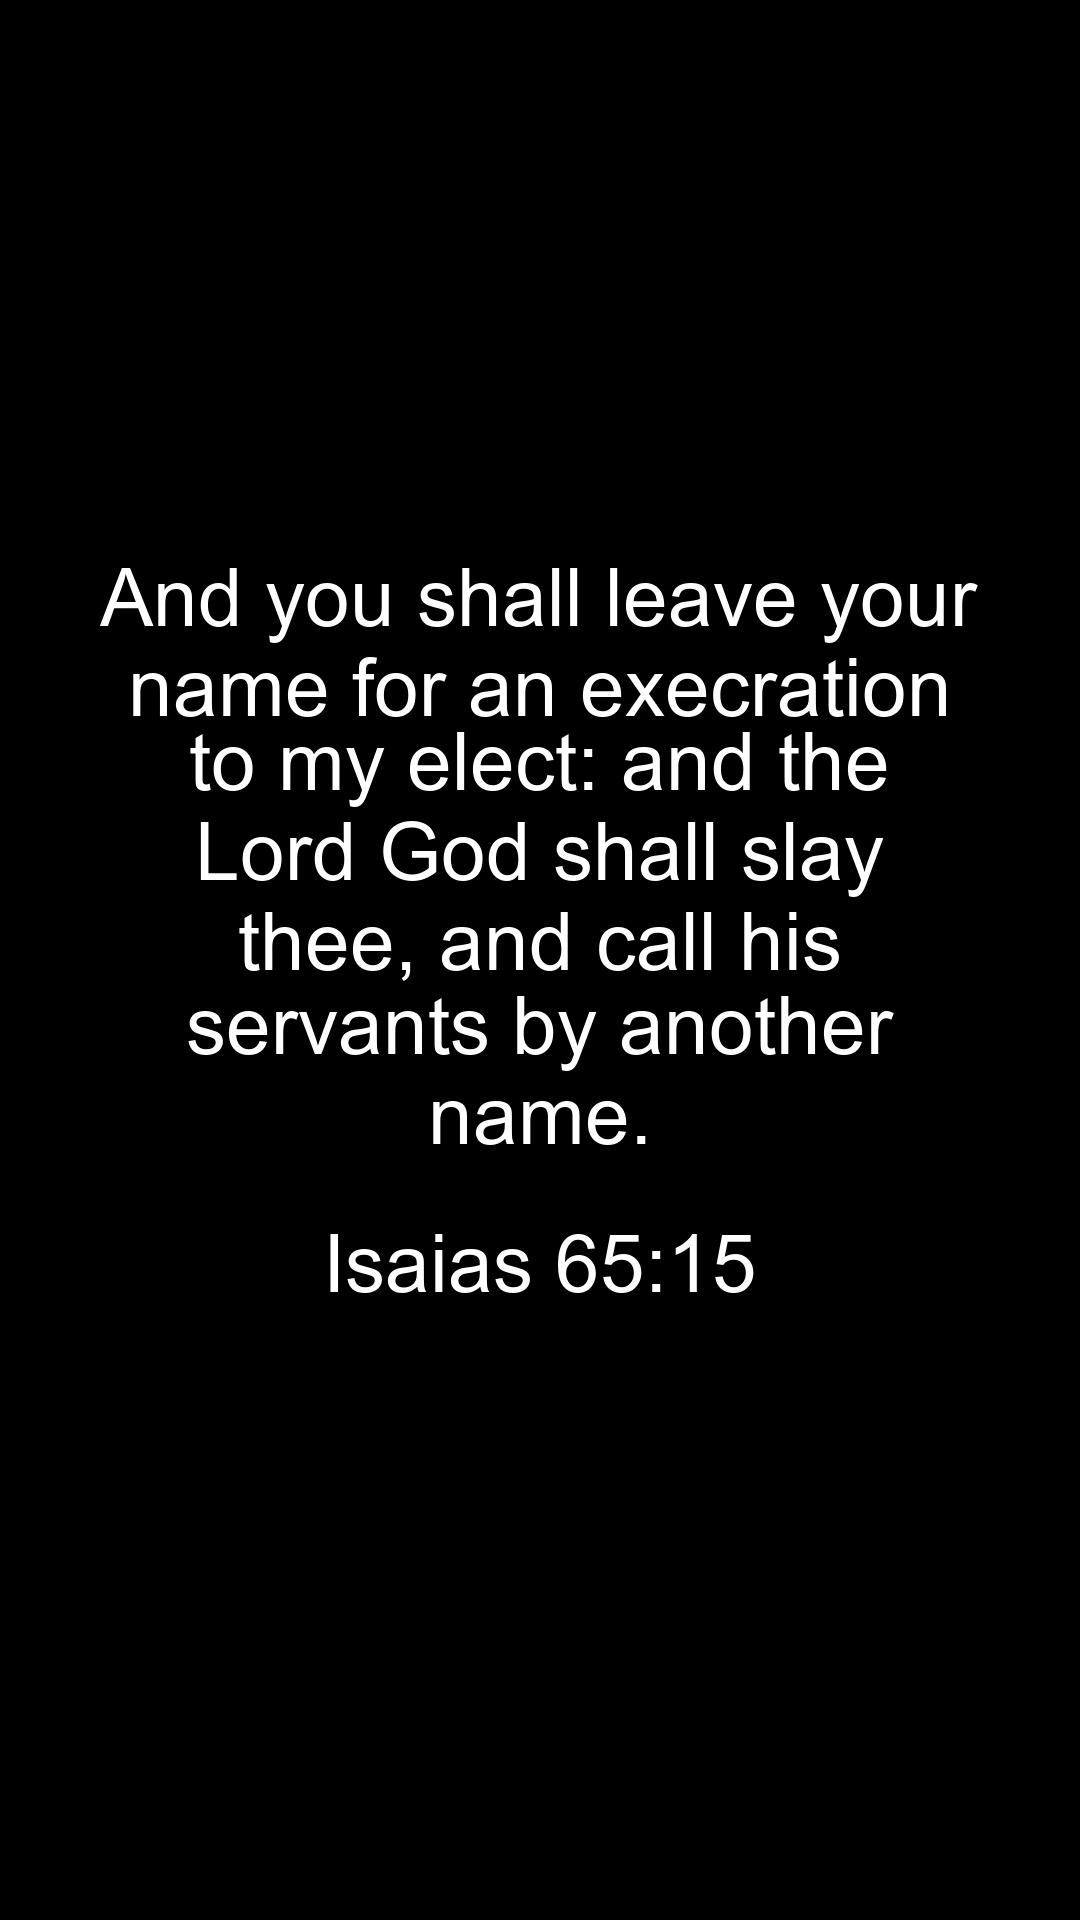 And you shall leave your
name for an execration
to my elect: and the
Lord God shall slay
thee, and call his
servants by another
name.
Isaias 65:15